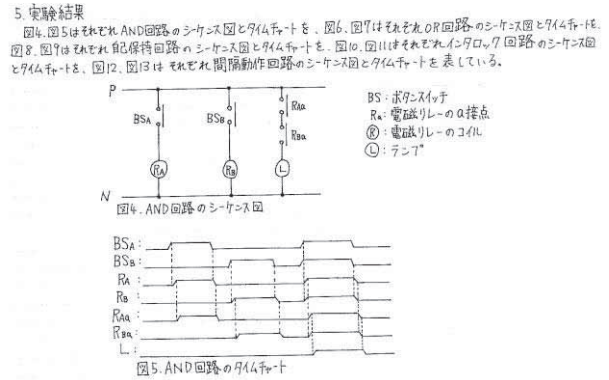 5.実験結果
図4.図5はそれぞれAND回路のシーケンス図とタイムチャートを、図6.図7はそれぞれOR回路のシーケンス図とタイムチャートを、
図8.図9はそれぞれ自己保持回路のシーケンス図とタイムチャートを、図10.図11はそれぞれインタロック回路のシーケンス図
とタイムチャートを、図12.図13はそれぞれ間隔動作回路のシーケンス図とタイムチャートを表している。
P
BSA BSB RAa
RBa
RA RB L
N
BS:ボタンスイッチ
Ra:電磁リレーのa接点
R:電磁リレーのコイル
L:ランプ
図4.AND回路のシーケンス図
BSA:
BSB:
RA:
RB:
RAa:
RBa:
L:
図5.AND回路のタイムチャート